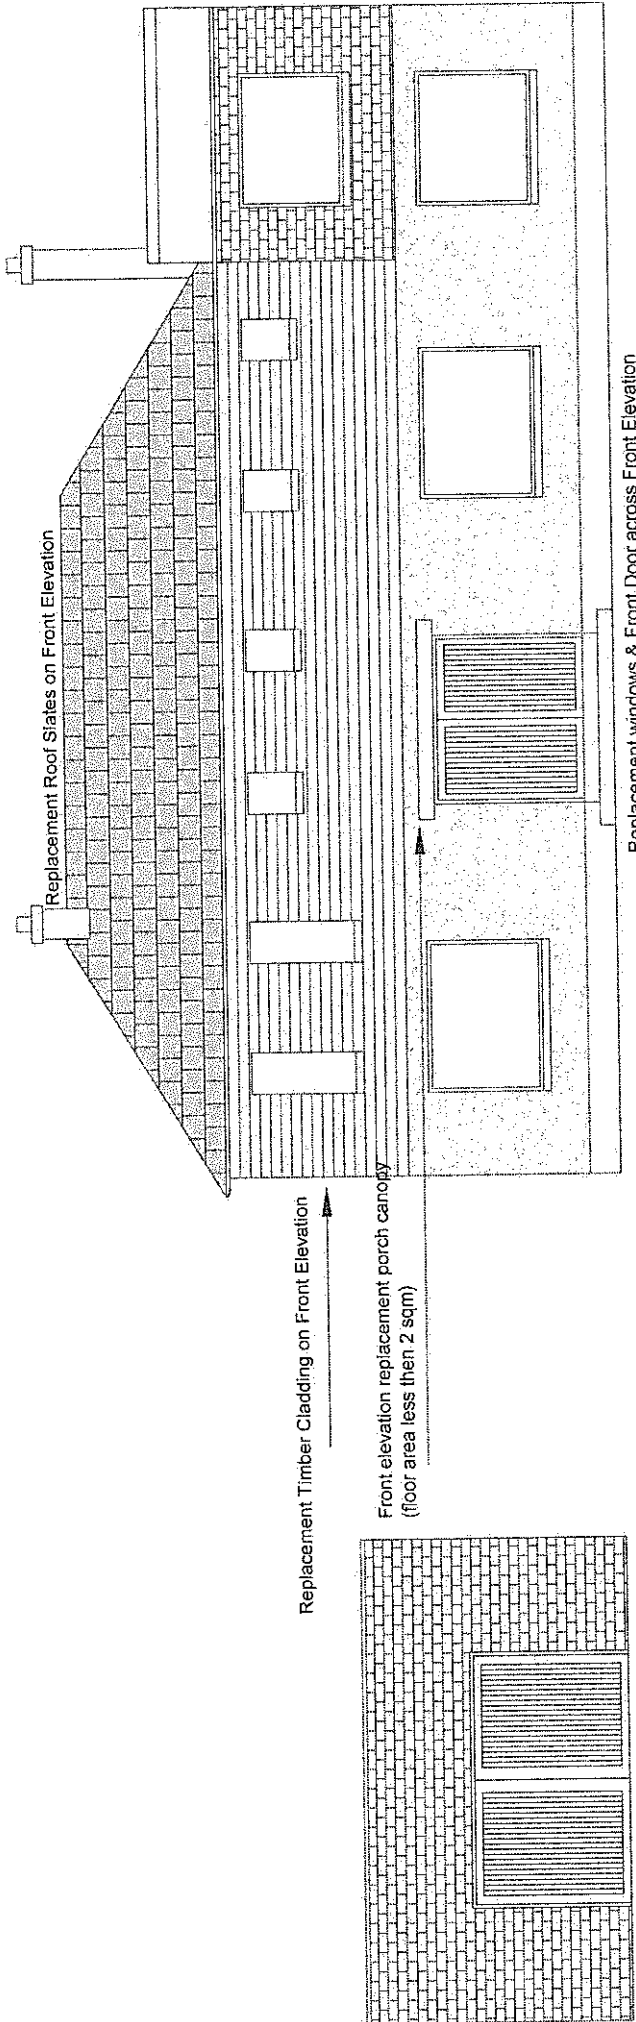 Replacement Roof Slates on Front Elevation
Replacement Timber Cladding on Front Elevation
Front elevation replacement porch canopy
(floor area less then 2 sqm)
Replacement windows & Front Door across Front Elevation